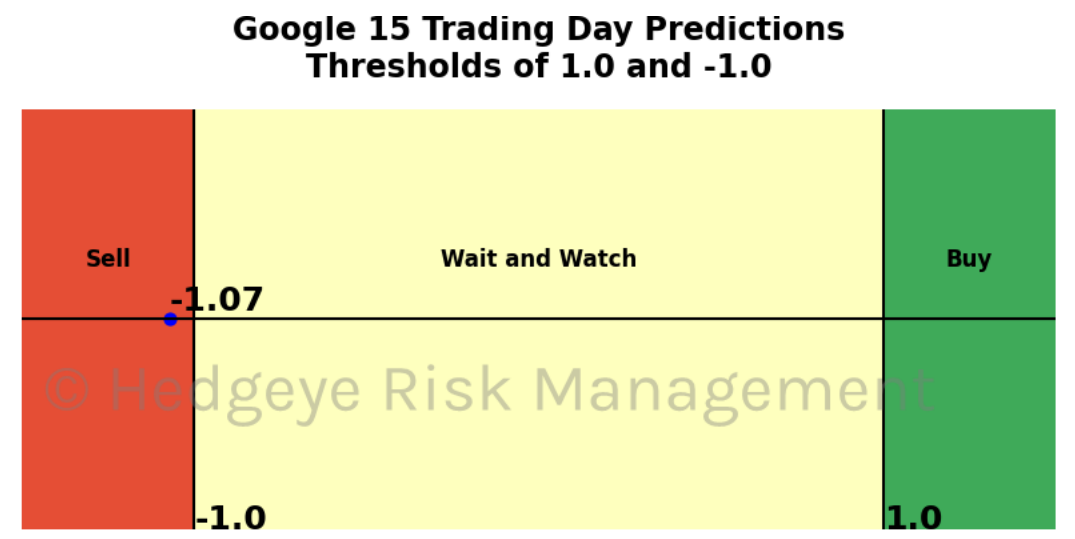 Google 15 Trading Day Predictions
Thresholds of 1.0 and -1.0
Sell
Wait and Watch
Buy
-1.07
© Hedgeye Risk Management
-1.0
1.0